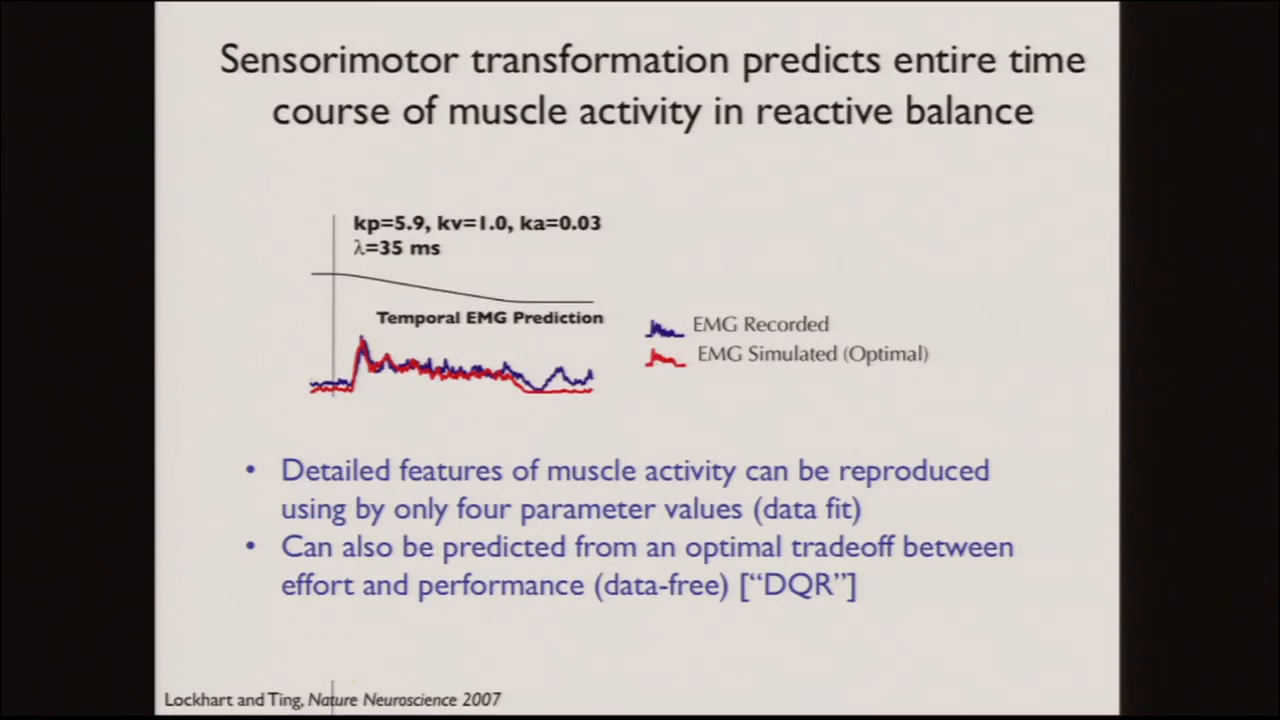 Sensorimotor transformation predicts entire time
course of muscle activity in reactive balance
kp=5.9, kv=1.0, ka=0.03
λ=35 ms
Temporal EMG Prediction
EMG Recorded
EMG Simulated (Optimal)
• Detailed features of muscle activity can be reproduced
using by only four parameter values (data fit)
• Can also be predicted from an optimal tradeoff between
effort and performance (data-free) [“DQR”]
Lockhart and Ting, Nature Neuroscience 2007